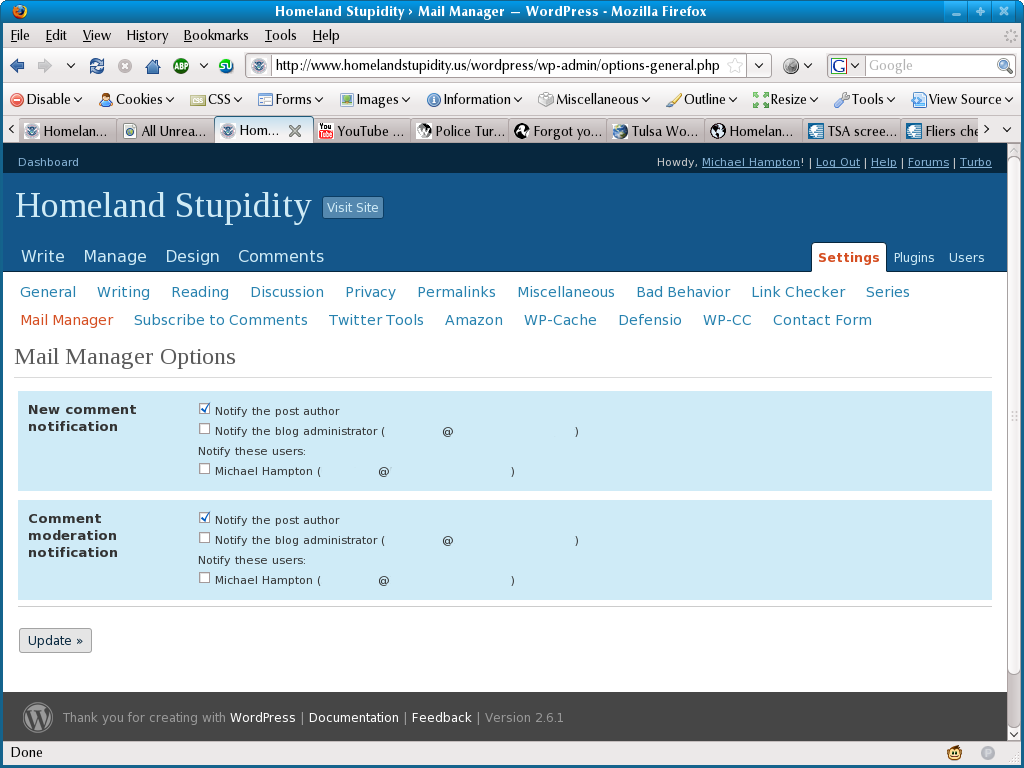 Homeland Stupidity › Mail Manager — WordPress - Mozilla Firefox
File Edit View History Bookmarks Tools Help
ABP http://www.homelandstupidity.us/wordpress/wp-admin/options-general.php G Google
Disable Cookies CSS Forms Images Information Miscellaneous Outline Resize Tools View Source
Homelan... All Unrea... Hom... You Tube YouTube ... Police Tur... Forgot yo... Tulsa Wo... Homelan... TSA scree... Fliers che
Dashboard Howdy, Michael Hampton! | Log Out | Help | Forums | Turbo
Homeland Stupidity Visit Site
Write Manage Design Comments Settings Plugins Users
General Writing Reading Discussion Privacy Permalinks Miscellaneous Bad Behavior Link Checker Series
Mail Manager Subscribe to Comments Twitter Tools Amazon WP-Cache Defensio WP-CC Contact Form
Mail Manager Options
New comment
notification
Notify the post author
Notify the blog administrator ( @ )
Notify these users:
Michael Hampton ( @ )
Comment
moderation
notification
Notify the post author
Notify the blog administrator ( @ )
Notify these users:
Michael Hampton ( @ )
Update »
Thank you for creating with WordPress | Documentation | Feedback | Version 2.6.1
Done